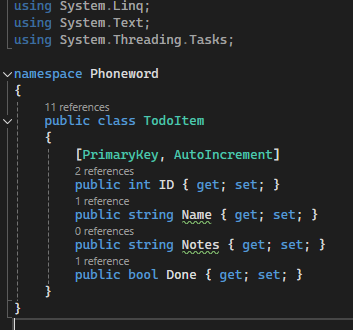 using System.Linq;
using System.Text;
using System.Threading.Tasks;
namespace Phoneword
{
11 references
public class TodoItem
{
[PrimaryKey, AutoIncrement]
2 references
public int ID { get; set; }
1 reference
public string Name { get; set; }
0 references
public string Notes { get; set; }
1 reference
public bool Done { get; set; }
}
}